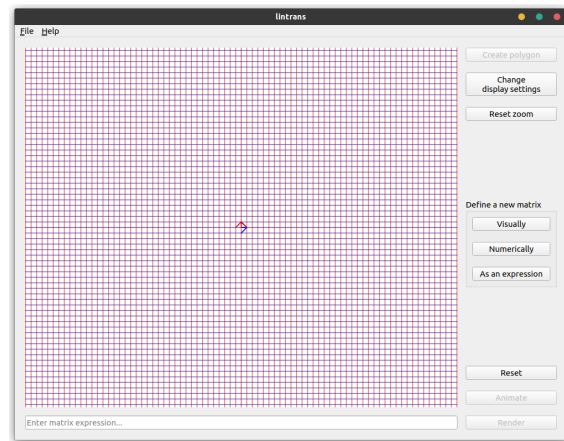 lintrans
File Help
Create polygon
Change
display settings
Reset zoom
Define a new matrix
Visually
Numerically
As an expression
Reset
Animate
Enter matrix expression...
Render